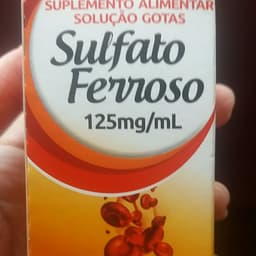 SUPLEMENTO ALIMENTAR
SOLUÇÃO GOTAS
Sulfato
Ferroso
125mg/mL